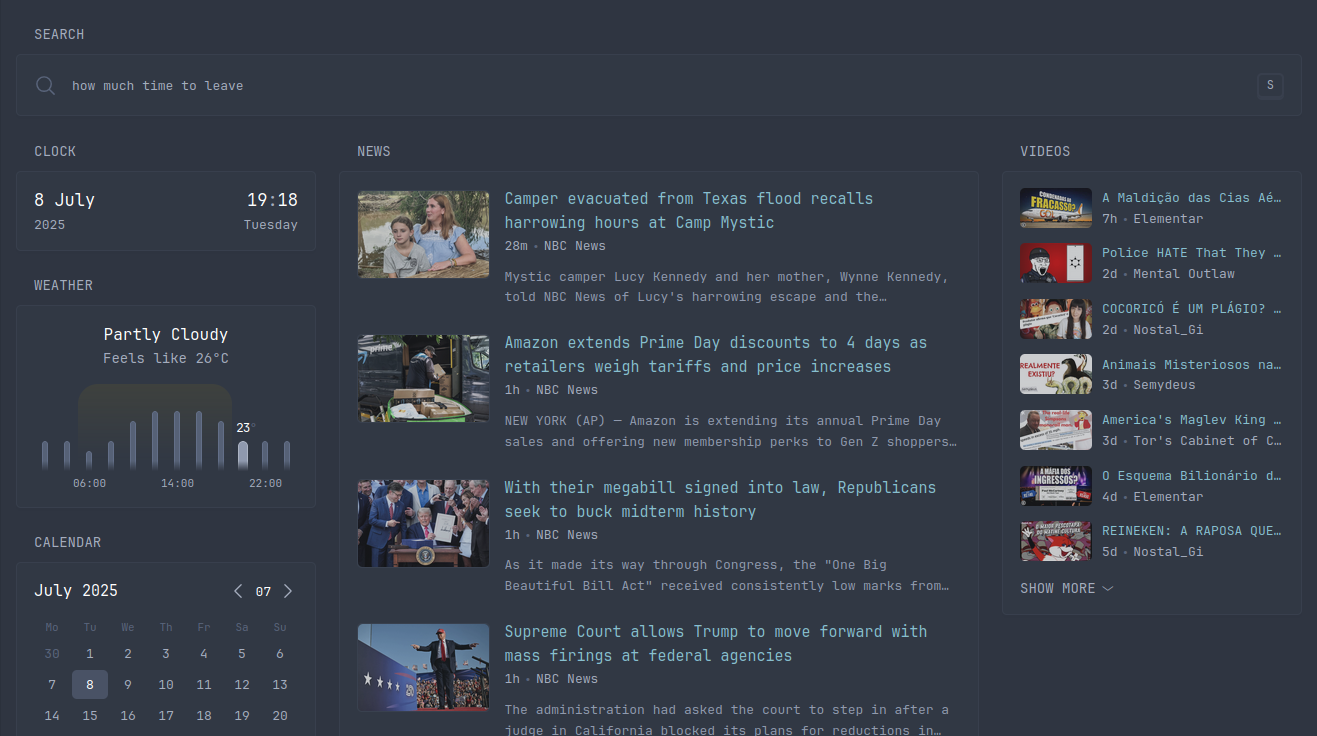 SEARCH
how much time to leave
S
CLOCK
8 July
19:18
2025
Tuesday
WEATHER
Partly Cloudy
Feels like 26°C
23°
06:00
14:00
22:00
CALENDAR
July 2025
07
Mo Tu We Th Fr Sa Su
30 1 2 3 4 5 6
7 8 9 10 11 12 13
14 15 16 17 18 19 20
NEWS
Camper evacuated from Texas flood recalls
harrowing hours at Camp Mystic
28m • NBC News
Mystic camper Lucy Kennedy and her mother, Wynne Kennedy,
told NBC News of Lucy's harrowing escape and the…
prime
Amazon extends Prime Day discounts to 4 days as
retailers weigh tariffs and price increases
1h • NBC News
NEW YORK (AP) — Amazon is extending its annual Prime Day
sales and offering new membership perks to Gen Z shoppers…
With their megabill signed into law, Republicans
seek to buck midterm history
1h • NBC News
As it made its way through Congress, the "One Big
Beautiful Bill Act" received consistently low marks from…
Supreme Court allows Trump to move forward with
mass firings at federal agencies
1h • NBC News
The administration had asked the court to step in after a
judge in California blocked its plans for reductions in…
VIDEOS
CONDENADAS AO
FRACASSO?
A Maldição das Cias Aé…
7h • Elementar
Police HATE That They …
2d • Mental Outlaw
COCORICÓ É UM PLÁGIO? …
2d • Nostal_Gi
REALMENTE
EXISTIU?
Animais Misteriosos na…
3d • Semydeus
America's Maglev King …
3d • Tor's Cabinet of C…
A MÁFIA DOS
INGRESSOS?
O Esquema Bilionário d…
4d • Elementar
REINEKEN: A RAPOSA QUE…
5d • Nostal_Gi
SHOW MORE